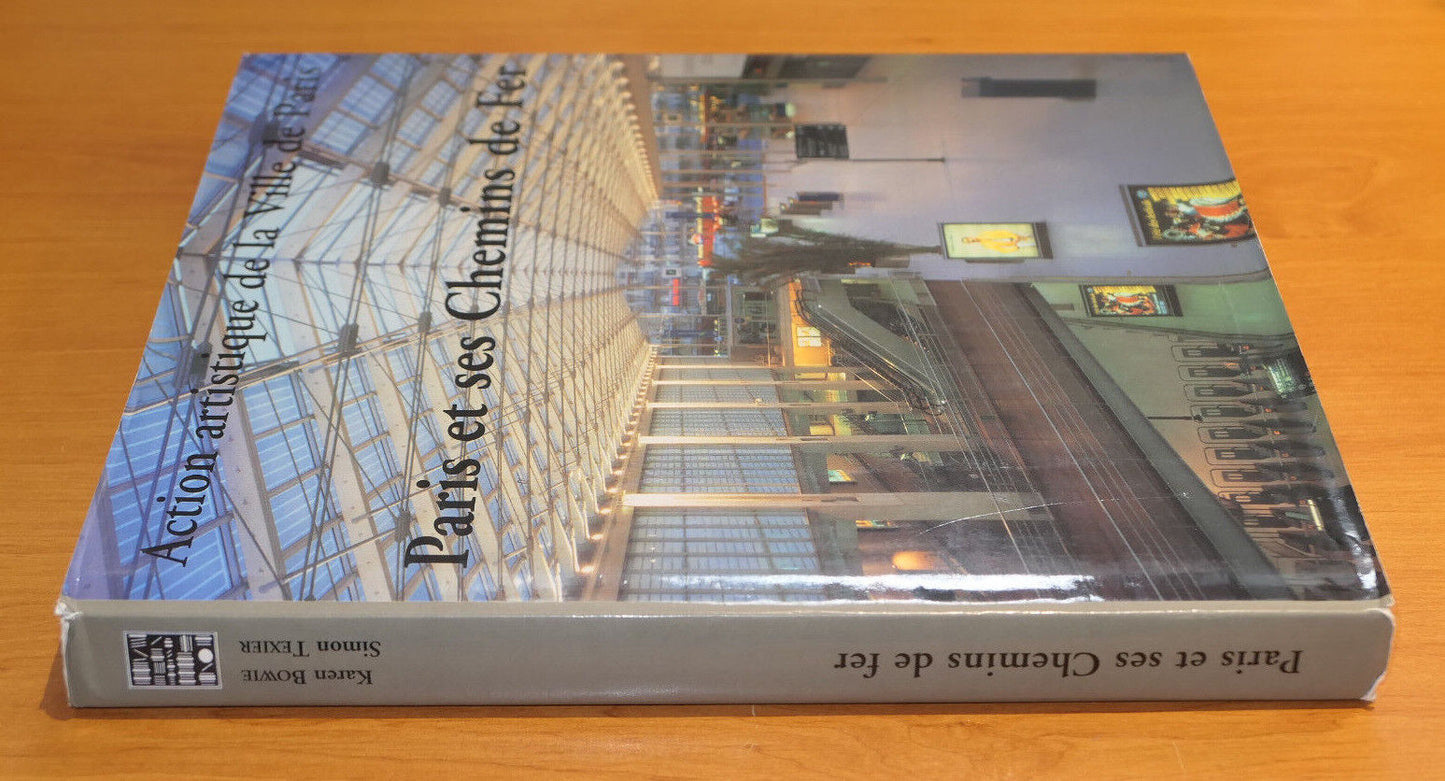 Action artistique de la Ville de Paris
Paris et ses Chemins de Fer
Paris et ses Chemins de fer
Karen BOWIE
Simon TEXIER